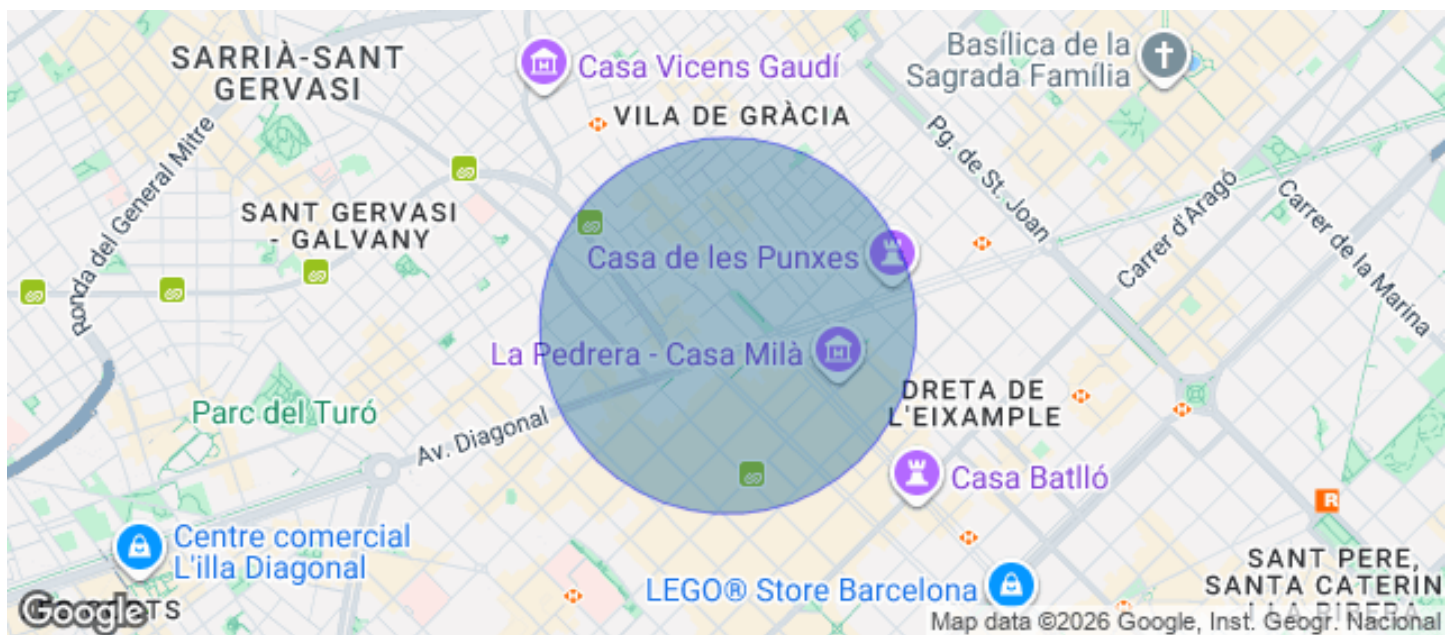 SARRIÀ-SANT
GERVASI
Casa Vicens Gaudí
Basílica de la
Sagrada Família
VILA DE GRÀCIA
Ronda del General Mitre
Pg. de St. Joan
Carrer d'Aragó
Carrer de la Marina
SANT GERVASI
- GALVANY
Casa de les Punxes
La Pedrera - Casa Milà
DRETA DE
L'EIXAMPLE
Parc del Turó
Av. Diagonal
Casa Batlló
R
Centre comercial
L'illa Diagonal
LEGO® Store Barcelona
SANT PERE,
SANTA CATERIN
I LA RIBERA
Google
TS
Map data ©2026 Google, Inst. Geogr. Nacional